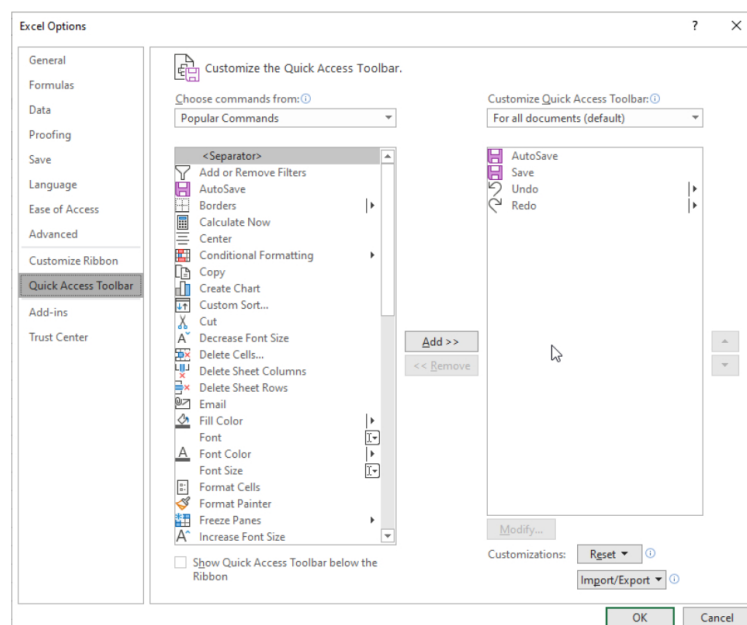 Excel Options
?
General
Formulas
Data
Proofing
Save
Language
Ease of Access
Advanced
Customize Ribbon
Quick Access Toolbar
Add-ins
Trust Center
Customize the Quick Access Toolbar.
Choose commands from:
Popular Commands
<Separator>
Add or Remove Filters
AutoSave
Borders
Calculate Now
Center
Conditional Formatting
Copy
Create Chart
Custom Sort...
Cut
Decrease Font Size
Delete Cells...
Delete Sheet Columns
Delete Sheet Rows
Email
Fill Color
Font
Font Color
Font Size
Format Cells
Format Painter
Freeze Panes
Increase Font Size
Show Quick Access Toolbar below the
Ribbon
Add >>
<< Remove
Customize Quick Access Toolbar:
For all documents (default)
AutoSave
Save
Undo
Redo
Modify...
Customizations:
Reset
Import/Export
OK
Cancel